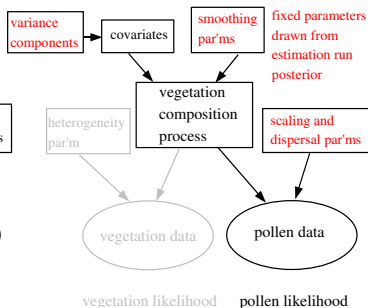 variance
components
covariates
smoothing
par'ms
fixed parameters
drawn from
estimation run
posterior
vegetation
composition
process
heterogeneity
par'm
scaling and
dispersal par'ms
s
vegetation data
pollen data
vegetation likelihood
pollen likelihood